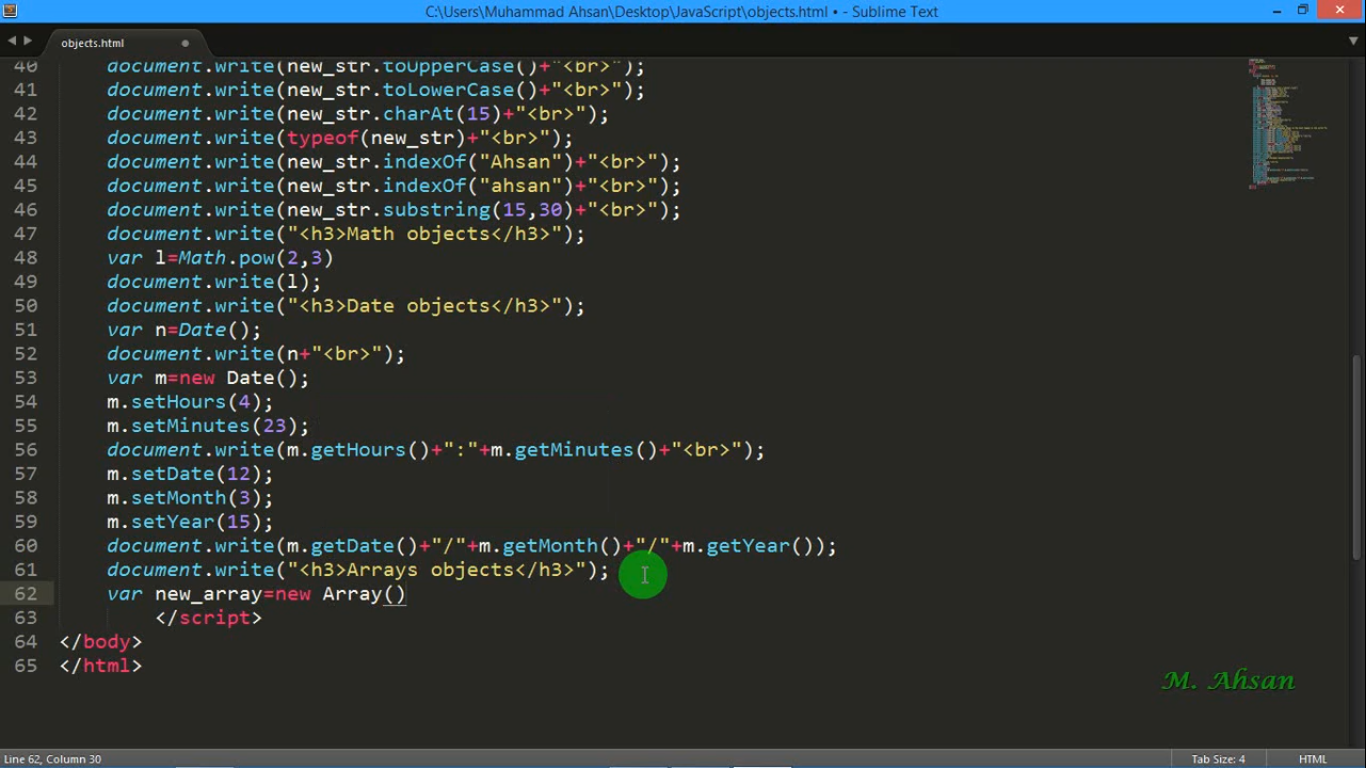 C:\Users\Muhammad Ahsan\Desktop\JavaScript\objects.html • - Sublime Text
objects.html
40 document.write(new_str.toUpperCase()+"<br>");
41 document.write(new_str.toLowerCase()+"<br>");
42 document.write(new_str.charAt(15)+"<br>");
43 document.write(typeof(new_str)+"<br>");
44 document.write(new_str.indexOf("Ahsan")+"<br>");
45 document.write(new_str.indexOf("ahsan")+"<br>");
46 document.write(new_str.substring(15,30)+"<br>");
47 document.write("<h3>Math objects</h3>");
48 var l=Math.pow(2,3)
49 document.write(l);
50 document.write("<h3>Date objects</h3>");
51 var n=Date();
52 document.write(n+"<br>");
53 var m=new Date();
54 m.setHours(4);
55 m.setMinutes(23);
56 document.write(m.getHours()+":"+m.getMinutes()+"<br>");
57 m.setDate(12);
58 m.setMonth(3);
59 m.setYear(15);
60 document.write(m.getDate()+"/"+m.getMonth()+"/"+m.getYear());
61 document.write("<h3>Arrays objects</h3>");
62 var new_array=new Array()
63 </script>
64 </body>
65 </html>
M. Ahsan
Line 62, Column 30 Tab Size: 4 HTML